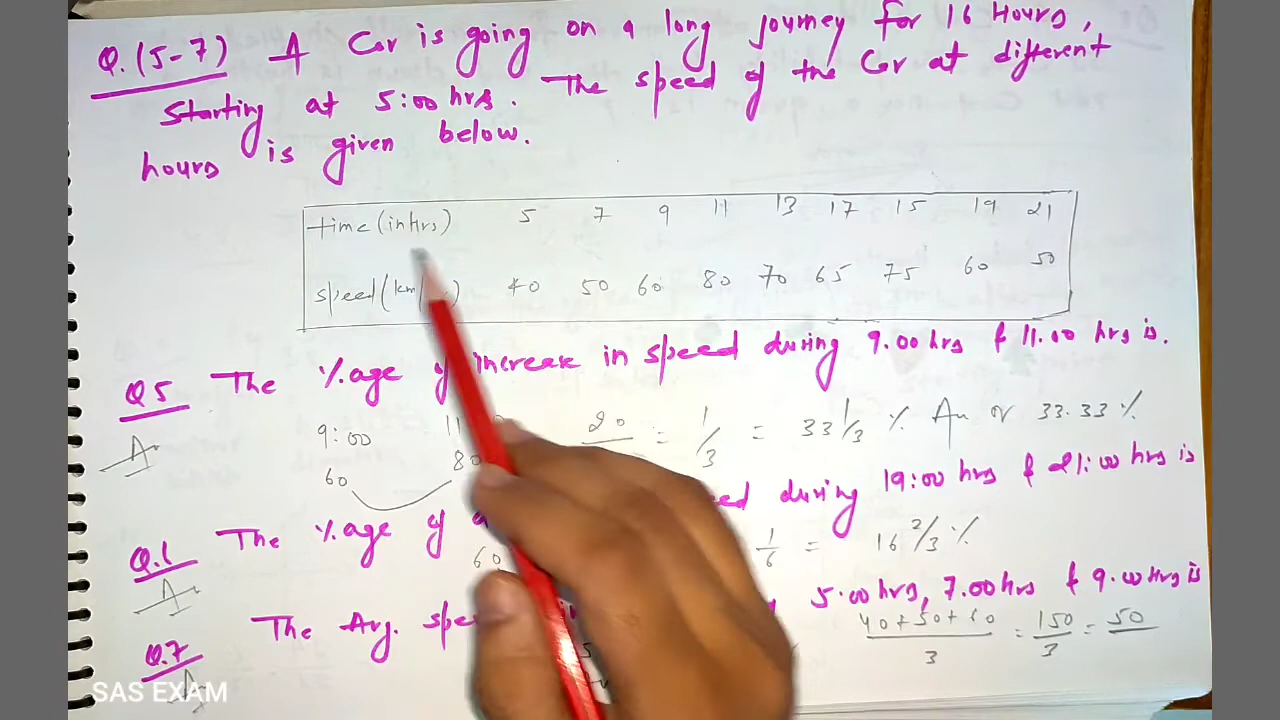 Q.(5-7) A Car is going on a long journey for 16 Hours,
Starting at 5:00 hrs. The speed of the Car at different
hours is given below.
time (in Hrs) 5 7 9 11 13 17 15 19 21
speed (km 40 50 60 80 70 65 75 60 50
Q5 The %age of increase in speed during 9.00 hrs & 11.00 hrs is.
A 9:00 11 20 = 1/3 = 33 1/3 % An or 33.33 %
60 80
Q.1 The %age of speed during 19:00 hrs & 21:00 hrs is
A 60 1/6 = 16 2/3 %
Q.7 The Avg. 5.00 hrs, 7.00 hrs & 9.00 Hrs is
A 40+50+60/3 = 150/3 = 50
SAS EXAM